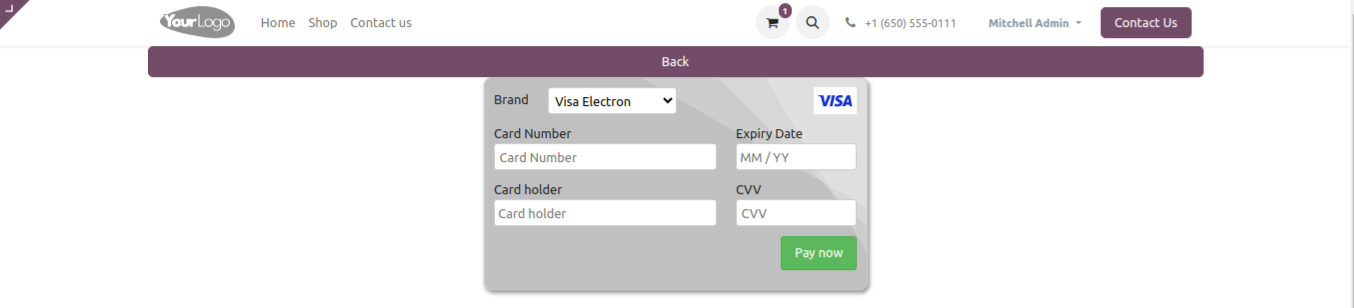 YourLogo Home Shop Contact us 1 +1 (650) 555-0111 Mitchell Admin Contact Us
Back
Brand Visa Electron VISA
Card Number Expiry Date
Card Number MM / YY
Card holder CVV
Card holder CVV
Pay now